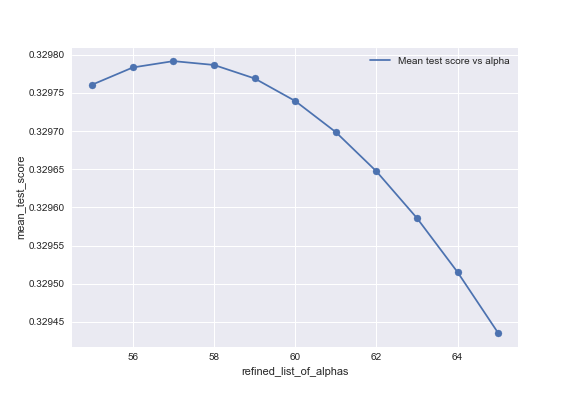 0.32980
0.32975
0.32970
0.32965
0.32960
0.32955
0.32950
0.32945
mean_test_score
Mean test score vs alpha
56 58 60 62 64
refined_list_of_alphas